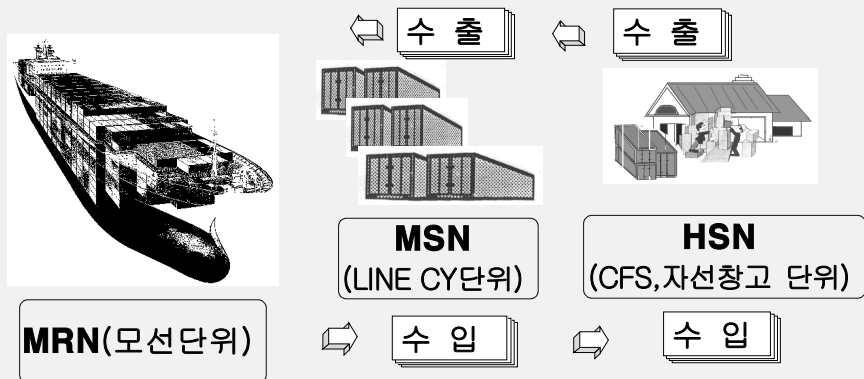 수 출
수 출
MSN
(LINE CY단위)
HSN
(CFS,자선창고 단위)
MRN(모선단위)
수 입
수 입